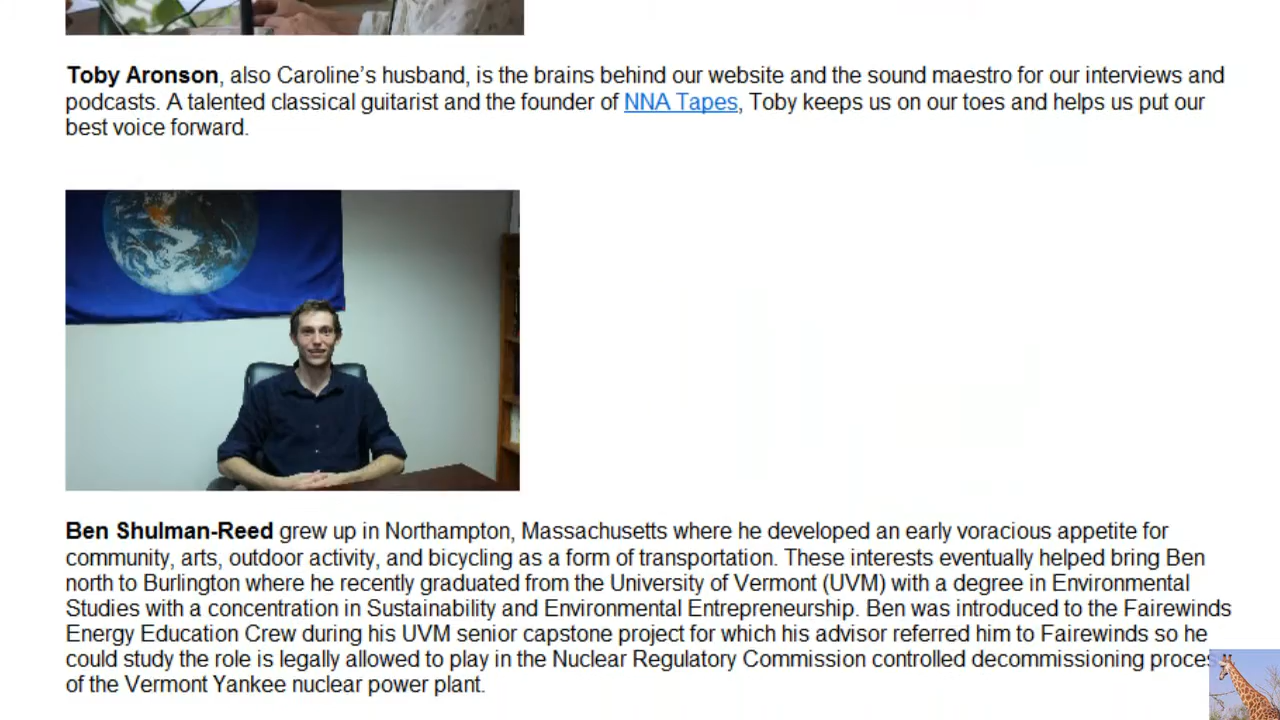 Toby Aronson, also Caroline’s husband, is the brains behind our website and the sound maestro for our interviews and
podcasts. A talented classical guitarist and the founder of NNA Tapes, Toby keeps us on our toes and helps us put our
best voice forward.
Ben Shulman-Reed grew up in Northampton, Massachusetts where he developed an early voracious appetite for
community, arts, outdoor activity, and bicycling as a form of transportation. These interests eventually helped bring Ben
north to Burlington where he recently graduated from the University of Vermont (UVM) with a degree in Environmental
Studies with a concentration in Sustainability and Environmental Entrepreneurship. Ben was introduced to the Fairewinds
Energy Education Crew during his UVM senior capstone project for which his advisor referred him to Fairewinds so he
could study the role is legally allowed to play in the Nuclear Regulatory Commission controlled decommissioning proces
of the Vermont Yankee nuclear power plant.